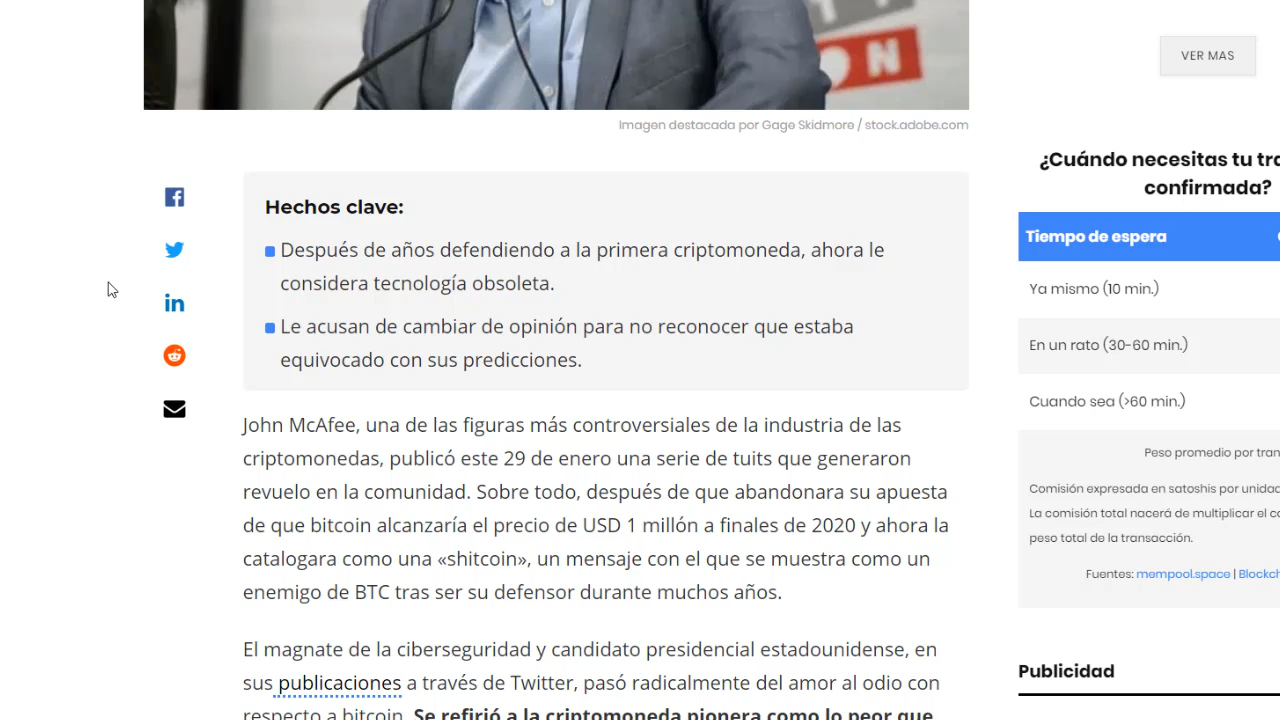 ON
VER MAS
Imagen destacada por Gage Skidmore / stock.adobe.com
Hechos clave:
Después de años defendiendo a la primera criptomoneda, ahora le
considera tecnología obsoleta.
Le acusan de cambiar de opinión para no reconocer que estaba
equivocado con sus predicciones.
John McAfee, una de las figuras más controversiales de la industria de las
criptomonedas, publicó este 29 de enero una serie de tuits que generaron
revuelo en la comunidad. Sobre todo, después de que abandonara su apuesta
de que bitcoin alcanzaría el precio de USD 1 millón a finales de 2020 y ahora la
catalogara como una «shitcoin», un mensaje con el que se muestra como un
enemigo de BTC tras ser su defensor durante muchos años.
El magnate de la ciberseguridad y candidato presidencial estadounidense, en
sus publicaciones a través de Twitter, pasó radicalmente del amor al odio con
respecto a bitcoin. Se refirió a la criptomoneda pionera como lo peor que
¿Cuándo necesitas tu
confirmada?
Tiempo de espera
Ya mismo (10 min.)
En un rato (30-60 min.)
Cuando sea (>60 min.)
Peso promedio por
Comisión expresada en satoshis por
La comisión total nacerá de multiplicar el
peso total de la transacción.
Fuentes: mempool.space |
Publicidad